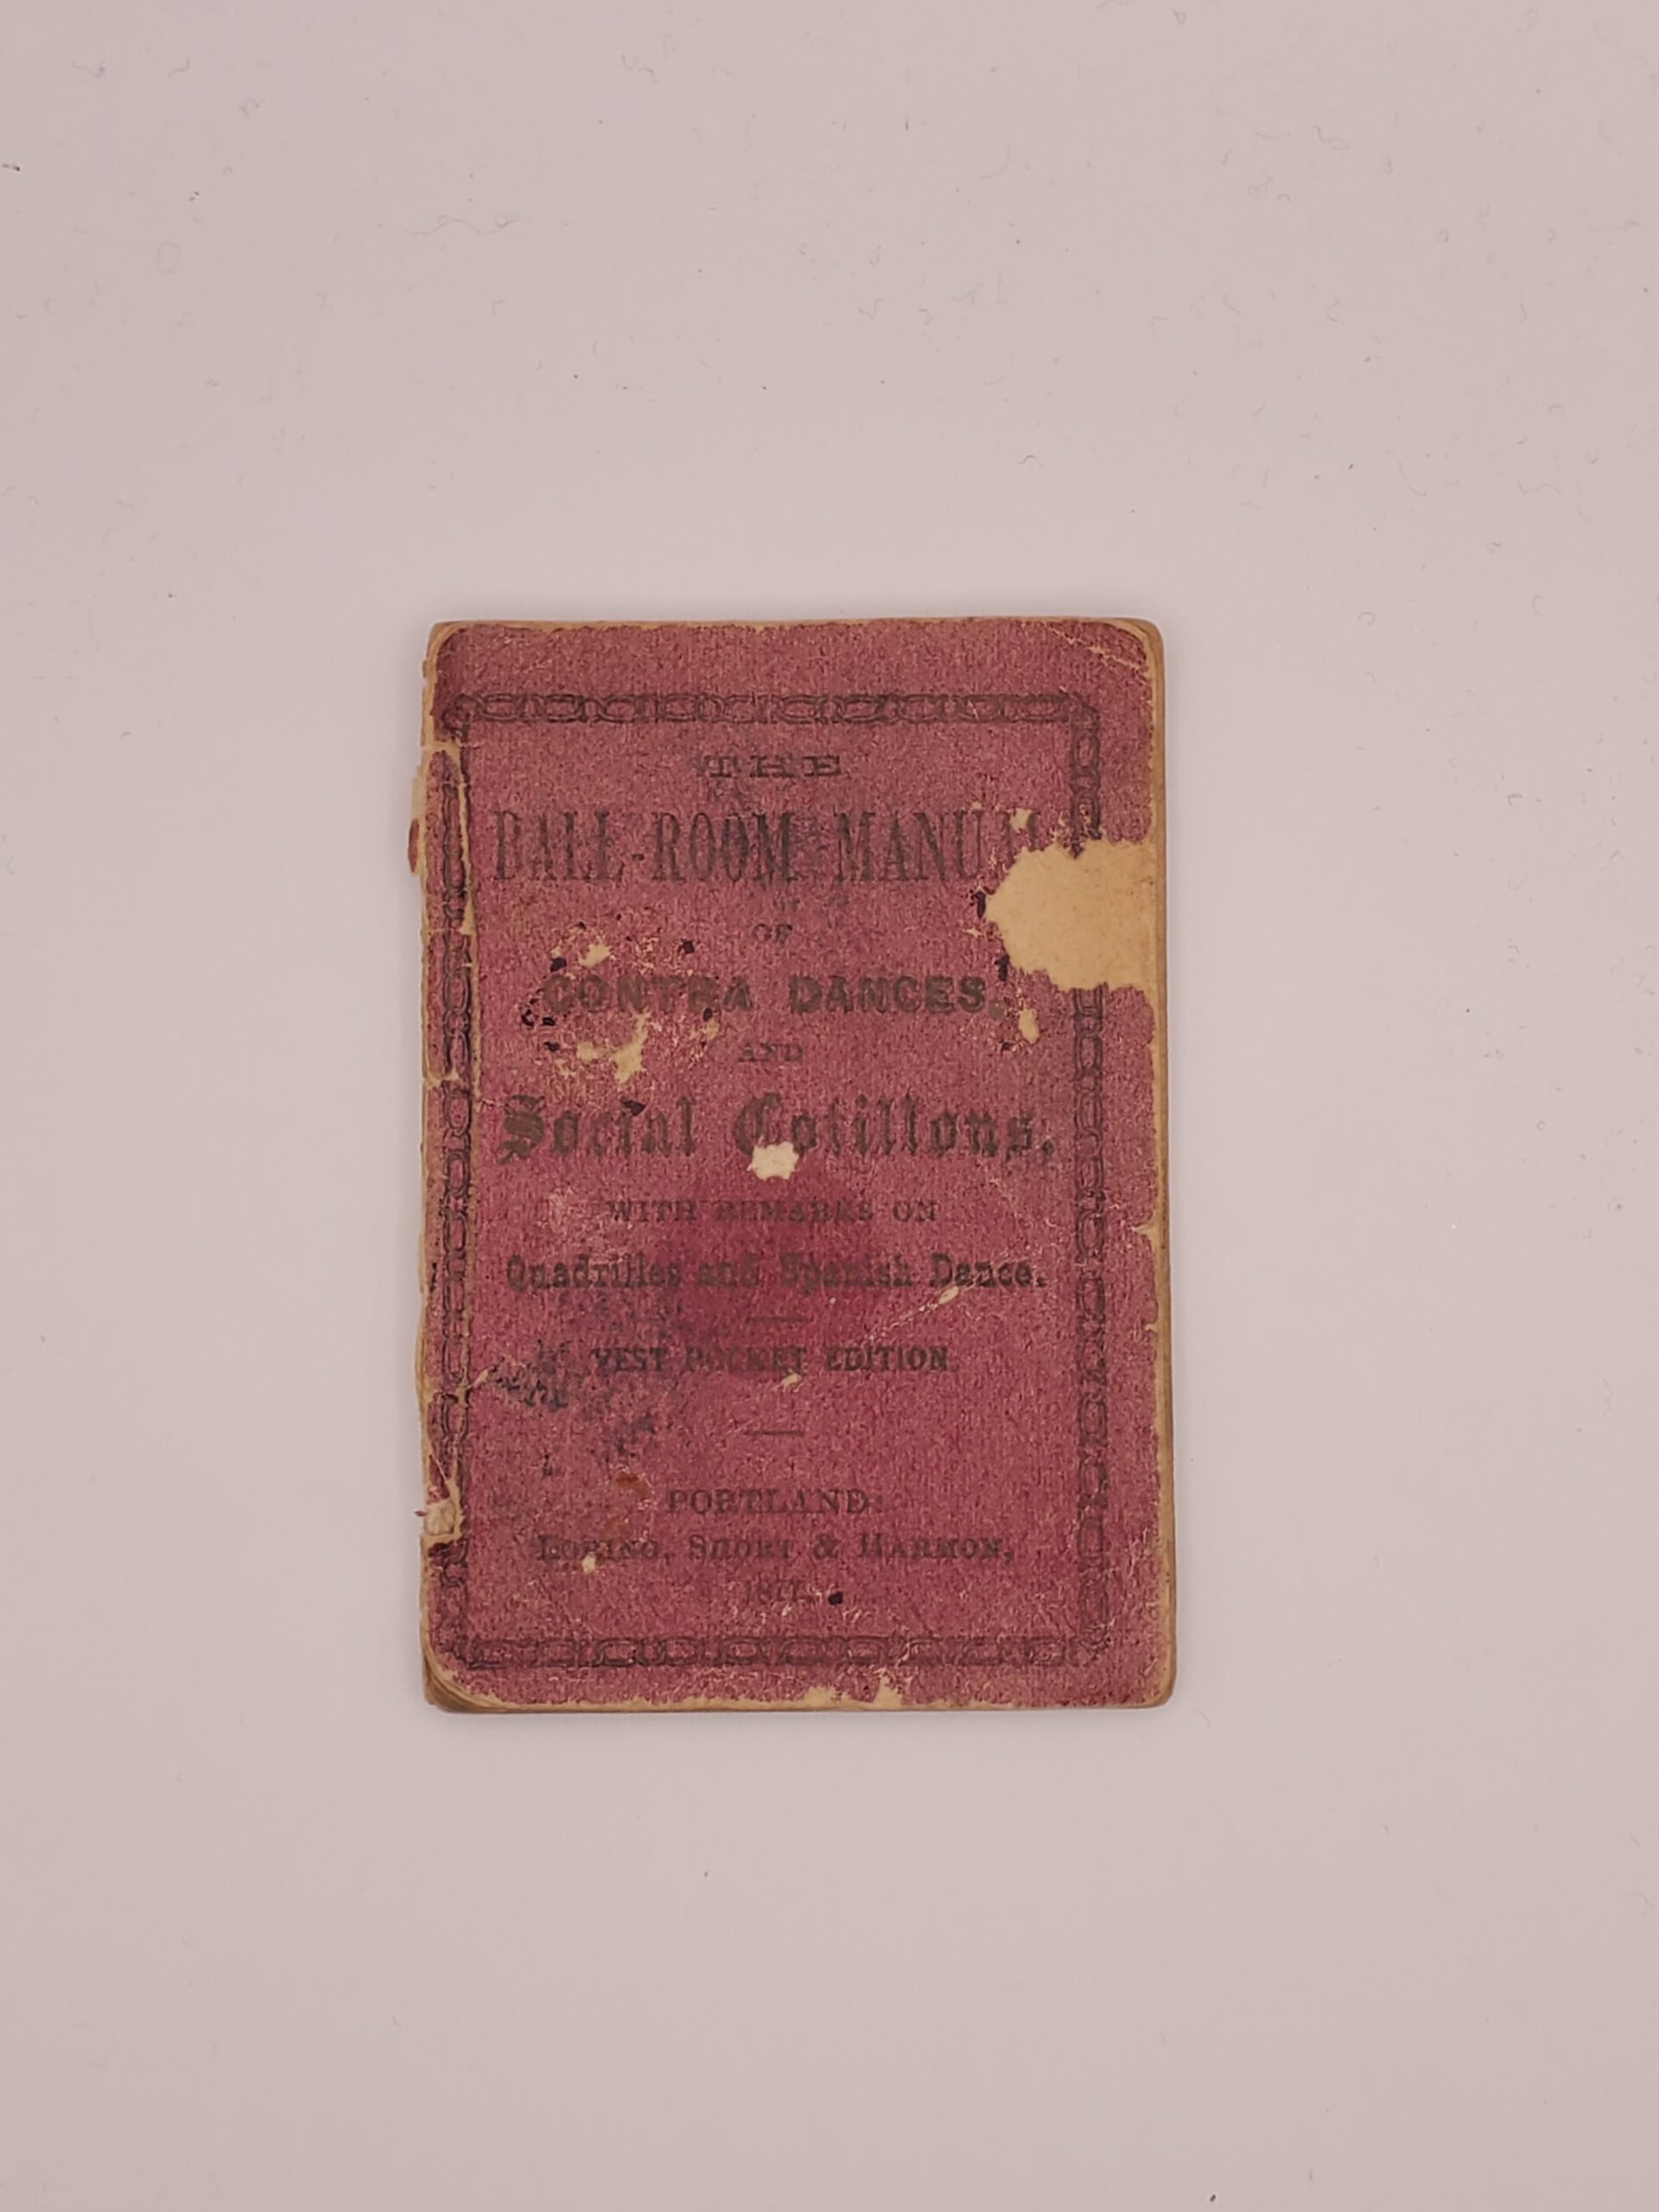 THE
BALL-ROOM MANU
OF
CONTRA DANCES,
AND
Social Cotillons,
WITH REMARKS ON
Quadrilles and Spanish Dance.
VEST POCKET EDITION
PORTLAND:
LORING, SHORT & HARMON,